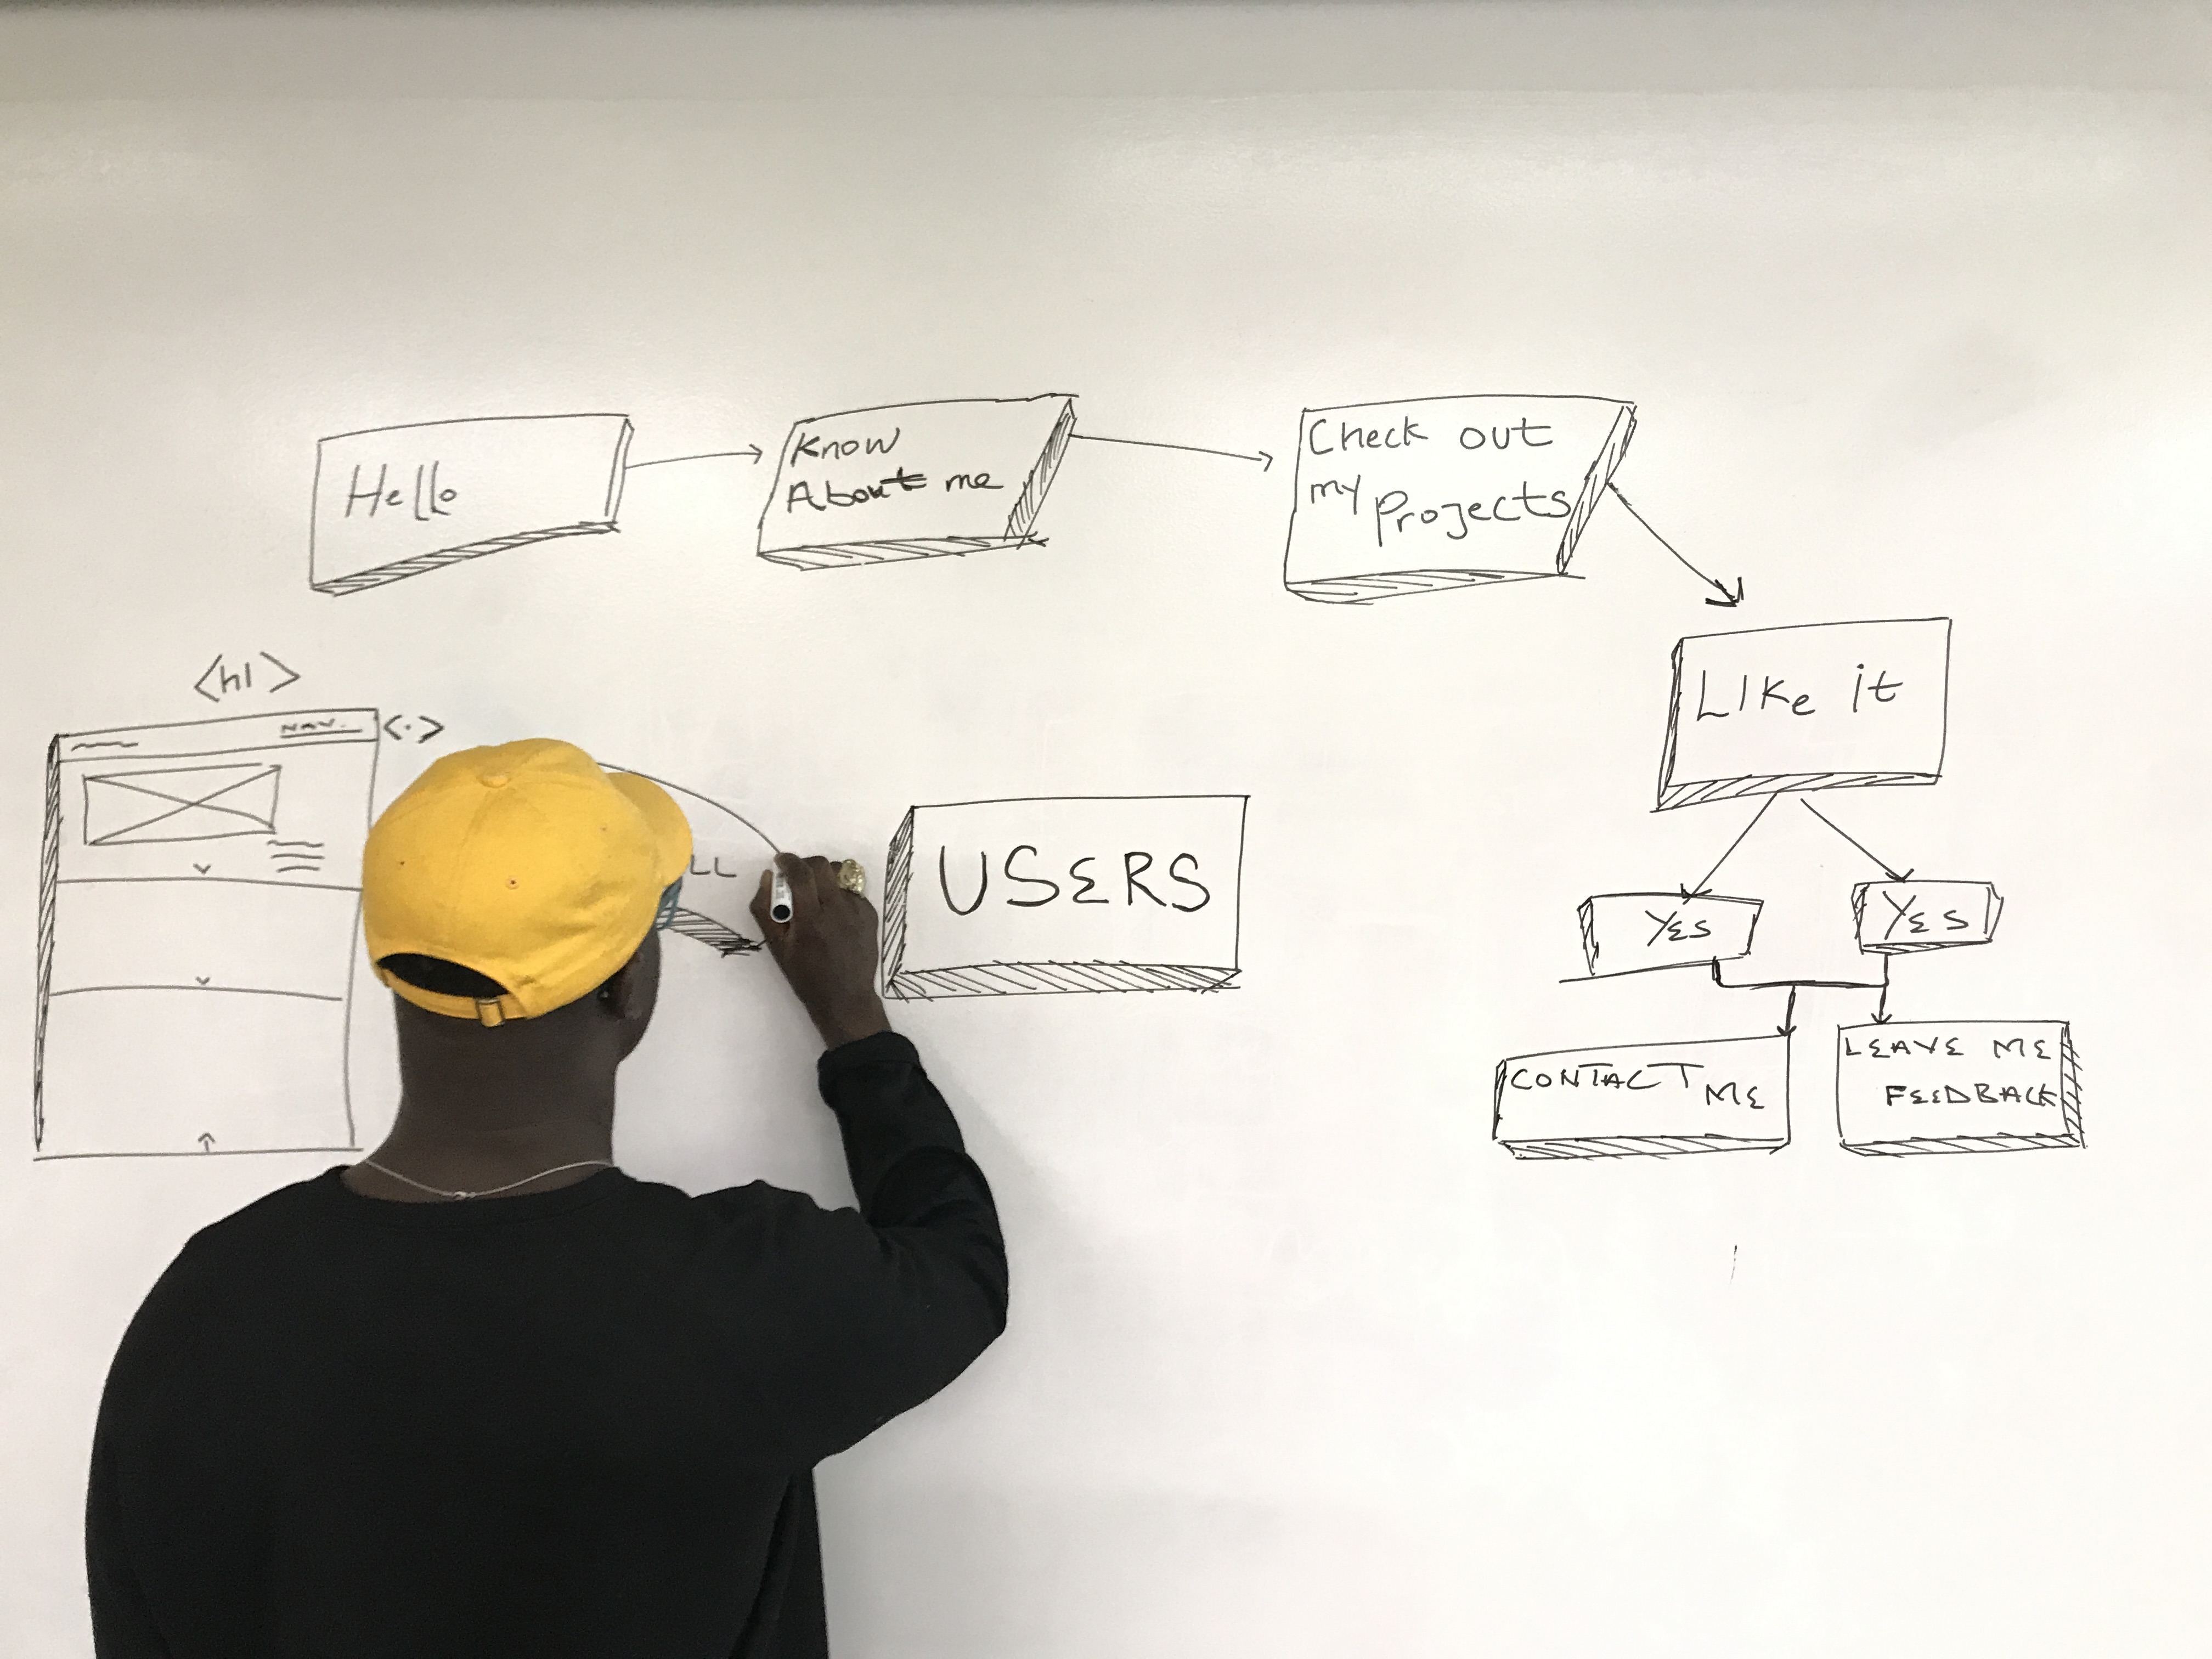 Hello
Know
About me
Check out
my Projects
LIKe it
YES
YES
CONTACT ME
LEAVE ME
FEEDBACK
<h1>
NAV.
<·>
LL
USERS